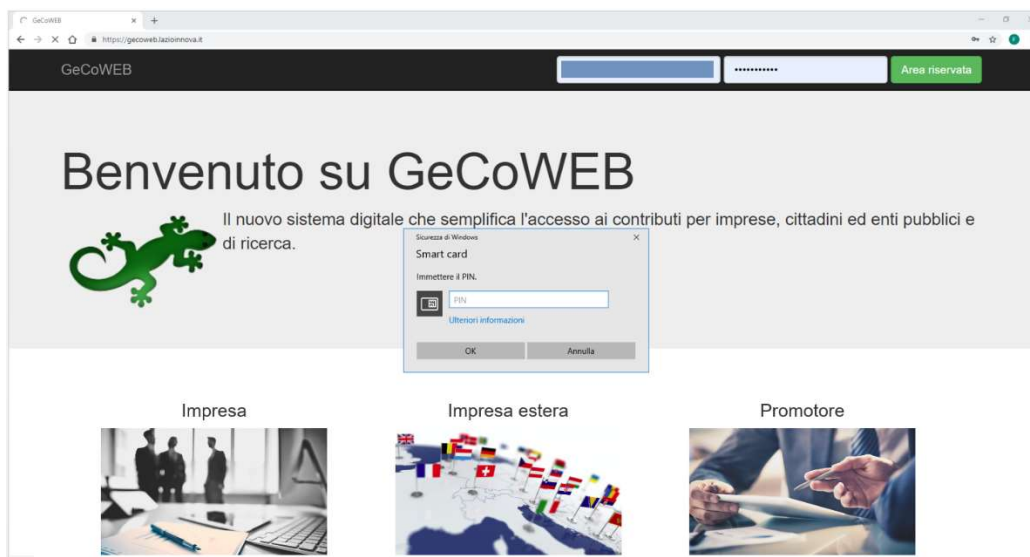 GeCoWEB
https://gecoweb.lazioinnova.it
GeCoWEB
Area riservata
Benvenuto su GeCoWEB
Il nuovo sistema digitale che semplifica l'accesso ai contributi per imprese, cittadini ed enti pubblici e
di ricerca.
Sicurezza di Windows
Smart card
Immettere il PIN.
PIN
Ulteriori informazioni
OK Annulla
Impresa Impresa estera Promotore